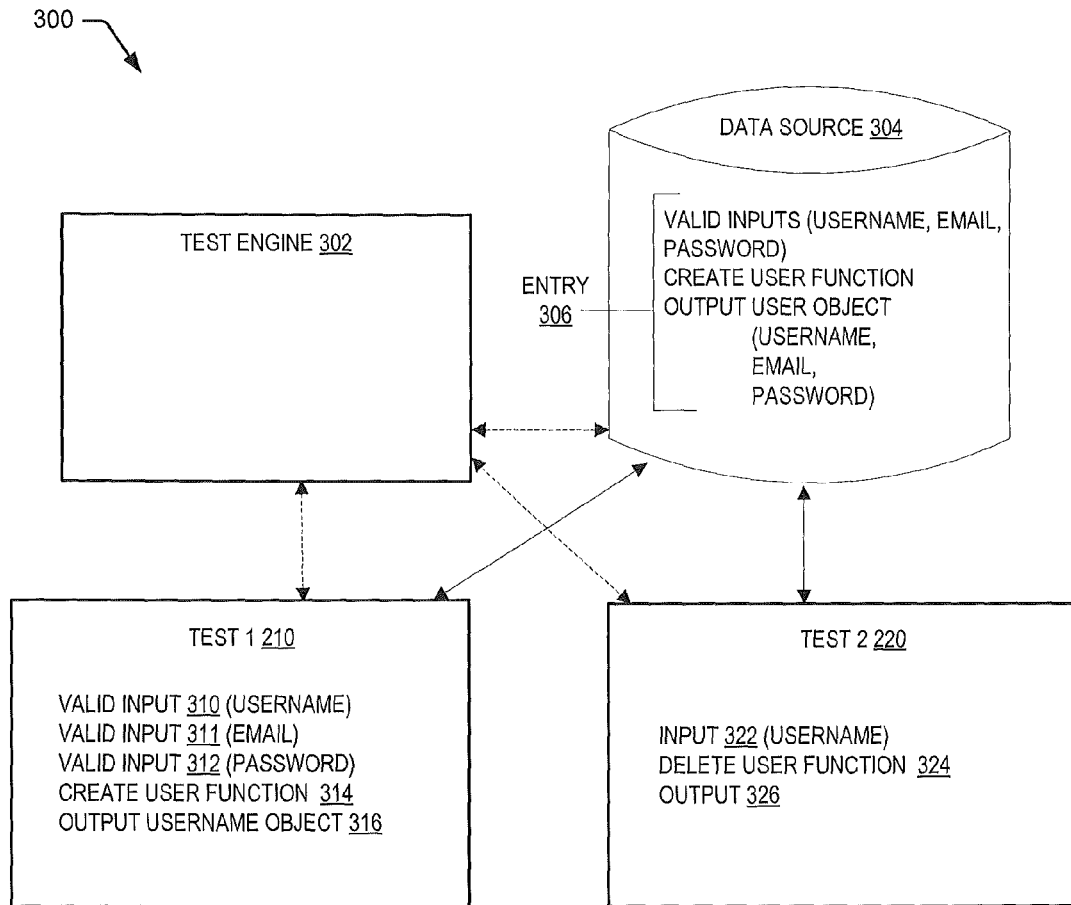 300
DATA SOURCE 304
VALID INPUTS (USERNAME, EMAIL,
PASSWORD)
CREATE USER FUNCTION
OUTPUT USER OBJECT
(USERNAME,
EMAIL,
PASSWORD)
ENTRY
306
TEST ENGINE 302
TEST 1 210
VALID INPUT 310 (USERNAME)
VALID INPUT 311 (EMAIL)
VALID INPUT 312 (PASSWORD)
CREATE USER FUNCTION 314
OUTPUT USERNAME OBJECT 316
TEST 2 220
INPUT 322 (USERNAME)
DELETE USER FUNCTION 324
OUTPUT 326